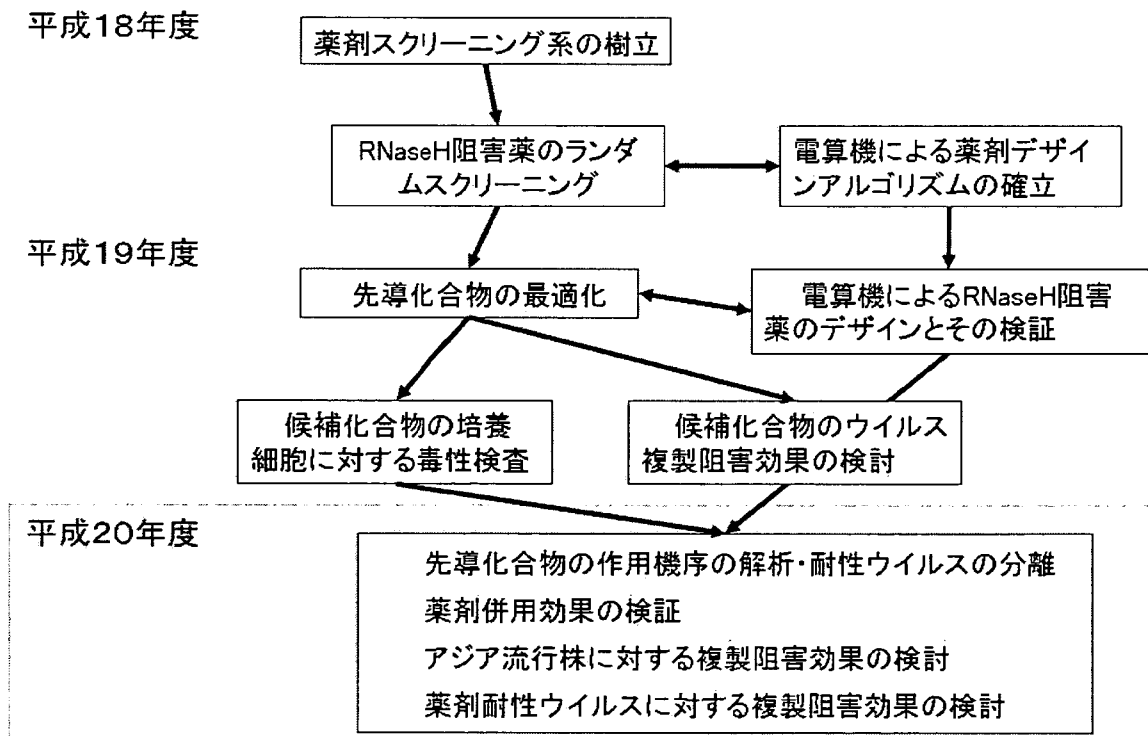 平成18年度
薬剤スクリーニング系の樹立
RNaseH阻害薬のランダ
ムスクリーニング
電算機による薬剤デザイ
ンアルゴリズムの確立
平成19年度
先導化合物の最適化
電算機によるRNaseH阻害
薬のデザインとその検証
候補化合物の培養
細胞に対する毒性検査
候補化合物のウイルス
複製阻害効果の検討
平成20年度
先導化合物の作用機序の解析・耐性ウイルスの分離
薬剤併用効果の検証
アジア流行株に対する複製阻害効果の検討
薬剤耐性ウイルスに対する複製阻害効果の検討